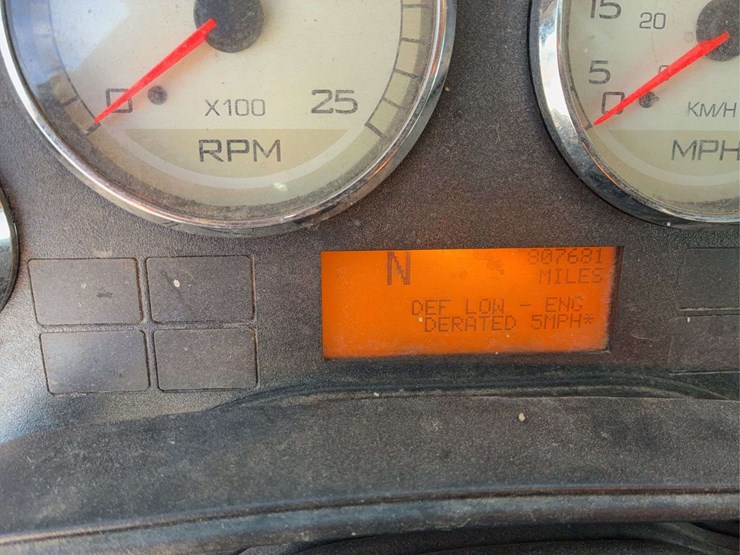 0
X100
25
RPM
15
20
5
0
KM/H
MPH
N
807681
MILES
DEF LOW - ENG
DERATED 5MPH*